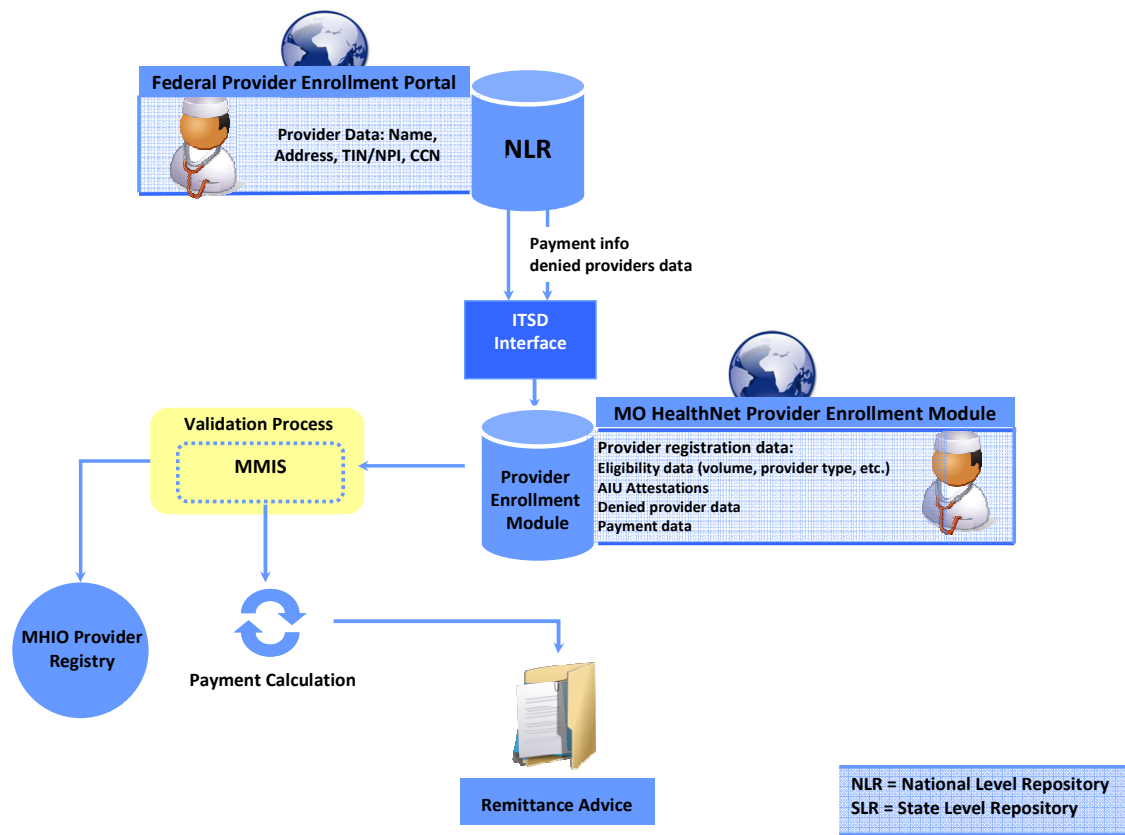 Federal Provider Enrollment Portal
Provider Data: Name,
Address, TIN/NPI, CCN
NLR
Payment info
denied providers data
ITSD
Interface
MO HealthNet Provider Enrollment Module
Provider registration data:
Eligibility data (volume, provider type, etc.)
AIU Attestations
Denied provider data
Payment data
Provider
Enrollment
Module
Validation Process
MMIS
MHIO Provider
Registry
Payment Calculation
Remittance Advice
NLR = National Level Repository
SLR = State Level Repository